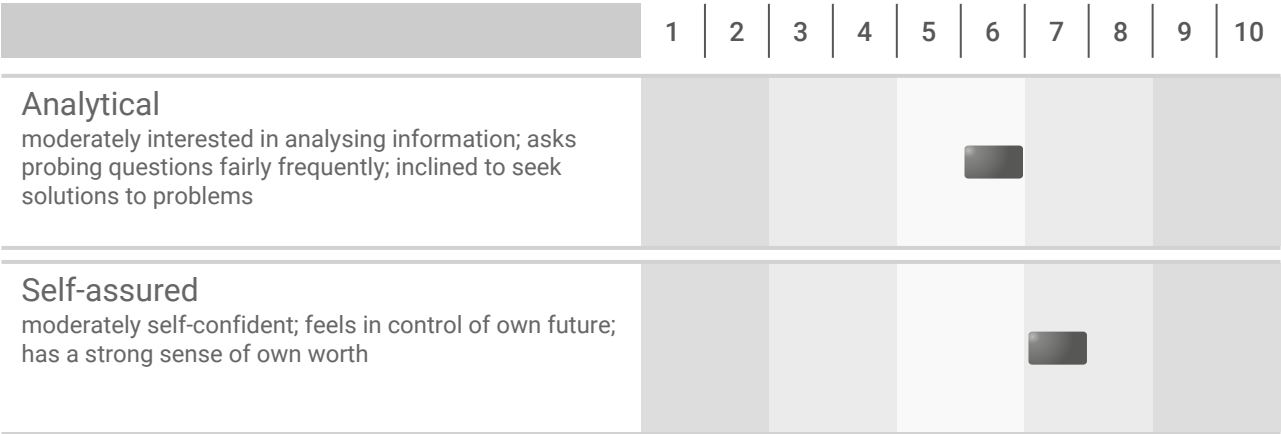 1 2 3 4 5 6 7 8 9 10
Analytical
moderately interested in analysing information; asks
probing questions fairly frequently; inclined to seek
solutions to problems
Self-assured
moderately self-confident; feels in control of own future;
has a strong sense of own worth